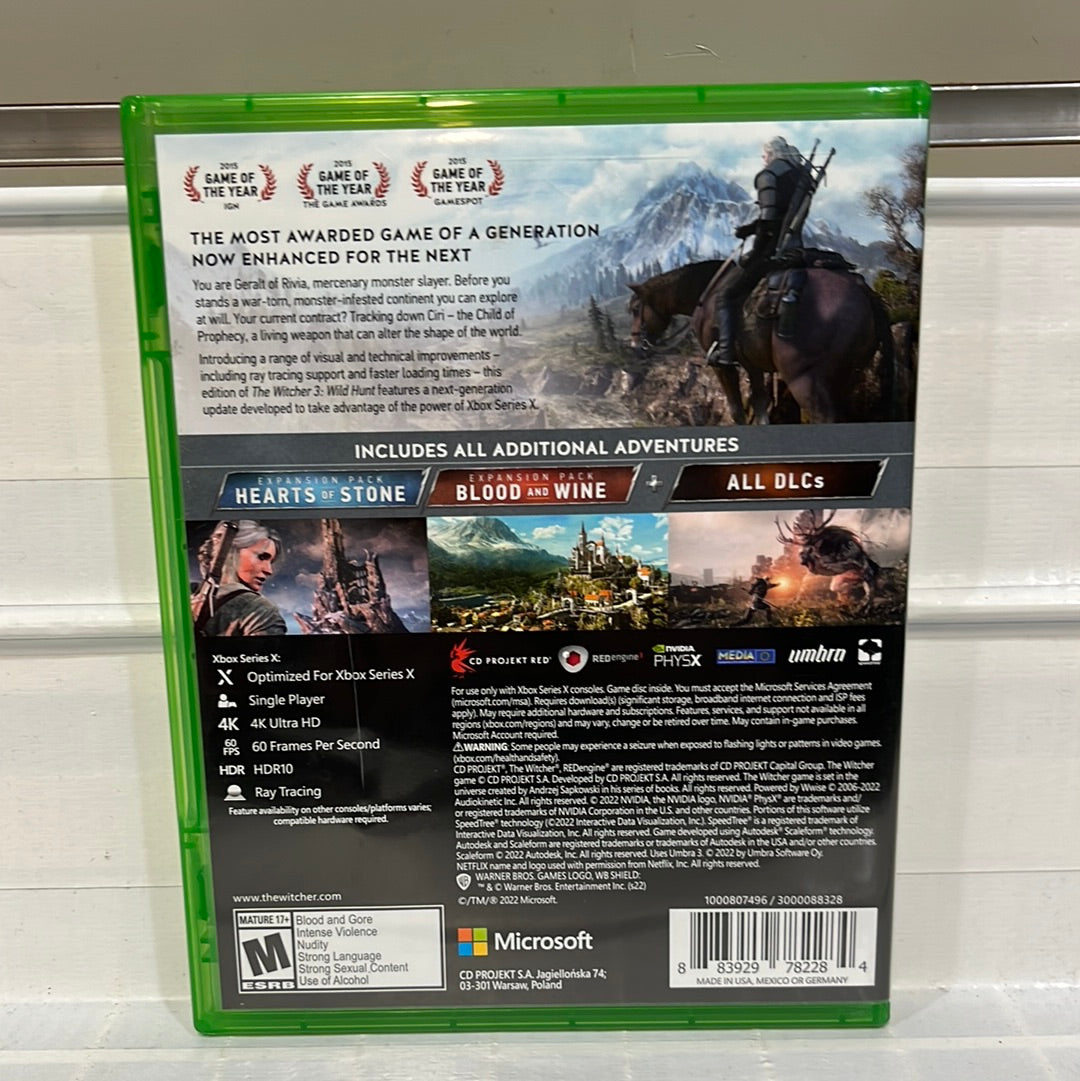 2015 2015 2015
GAME OF GAME OF GAME OF
THE YEAR THE YEAR THE YEAR
IGN THE GAME AWARDS GAMESPOT
THE MOST AWARDED GAME OF A GENERATION
NOW ENHANCED FOR THE NEXT
You are Geralt of Rivia, mercenary monster slayer. Before you
stands a war-torn, monster-infested continent you can explore
at will. Your current contract? Tracking down Ciri – the Child of
Prophecy, a living weapon that can alter the shape of the world.
Introducing a range of visual and technical improvements –
including ray tracing support and faster loading times – this
edition of The Witcher 3: Wild Hunt features a next-generation
update developed to take advantage of the power of Xbox Series X.
INCLUDES ALL ADDITIONAL ADVENTURES
EXPANSION PACK
HEARTS OF STONE
EXPANSION PACK
BLOOD AND WINE
+
ALL DLCs
Xbox Series X:
X Optimized For Xbox Series X
Single Player
4K 4K Ultra HD
60 FPS 60 Frames Per Second
HDR HDR10
Ray Tracing
Feature availability on other consoles/platforms varies;
compatible hardware required.
www.thewitcher.com
CD PROJEKT RED® REDengine® NVIDIA PHYSX MEDIA umbra
For use only with Xbox Series X consoles. Game disc inside. You must accept the Microsoft Services Agreement
(microsoft.com/msa). Requires download(s) (significant storage, broadband internet connection and ISP fees
apply). May require additional hardware and subscriptions. Features, services, and support not available in all
regions (xbox.com/regions) and may vary, change or be retired over time. May contain in-game purchases.
Microsoft Account required.
⚠WARNING Some people may experience a seizure when exposed to flashing lights or patterns in video games.
(xbox.com/healthandsafety).
CD PROJEKT®, The Witcher®, REDengine® are registered trademarks of CD PROJEKT Capital Group. The Witcher
game © CD PROJEKT S.A. Developed by CD PROJEKT S.A. All rights reserved. The Witcher game is set in the
universe created by Andrzej Sapkowski in his series of books. All rights reserved. Powered by Wwise © 2006-2022
Audiokinetic Inc. All rights reserved. © 2022 NVIDIA, the NVIDIA logo, NVIDIA® PhysX® are trademarks and/
or registered trademarks of NVIDIA Corporation in the U.S. and other countries. Portions of this software utilize
SpeedTree® technology (©2022 Interactive Data Visualization, Inc.). SpeedTree® is a registered trademark of
Interactive Data Visualization, Inc. All rights reserved. Game developed using Autodesk® Scaleform® technology.
Autodesk and Scaleform are registered trademarks or trademarks of Autodesk in the USA and/or other countries.
Scaleform © 2022 Autodesk, Inc. All rights reserved. Uses Umbra 3. © 2022 by Umbra Software Oy.
NETFLIX name and logo used with permission from Netflix, Inc. All rights reserved.
WARNER BROS. GAMES LOGO, WB SHIELD:
™ & © Warner Bros. Entertainment Inc. (s22)
©/TM/® 2022 Microsoft.
1000807496 / 3000088328
MATURE 17+
M
ESRB
Blood and Gore
Intense Violence
Nudity
Strong Language
Strong Sexual Content
Use of Alcohol
Microsoft
CD PROJEKT S.A. Jagiellońska 74;
03-301 Warsaw, Poland
8 83929 78228 4
MADE IN USA, MEXICO OR GERMANY